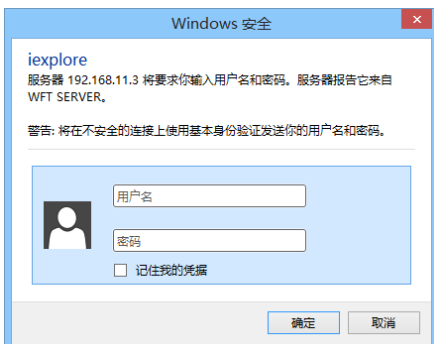 Windows 安全
iexplore
服务器 192.168.11.3 将要求你输入用户名和密码。服务器报告它来自
WFT SERVER。
警告: 将在不安全的连接上使用基本身份验证发送你的用户名和密码。
用户名
密码
记住我的凭据
确定
取消